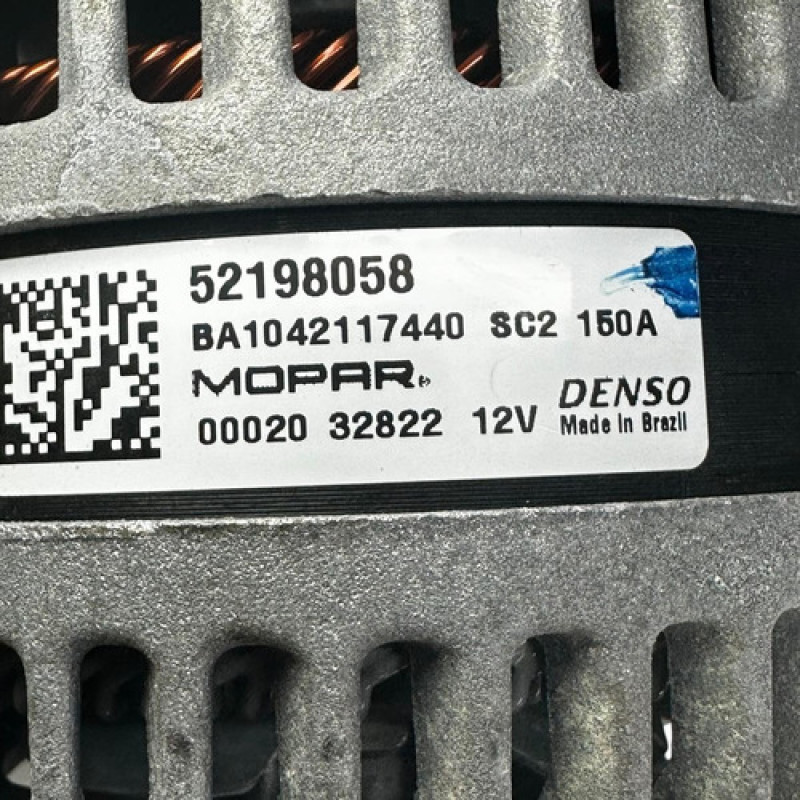 52198058
BA1042117440 SC2 150A
MOPAR
DENSO
00020 32822 12V
Made In Brazil